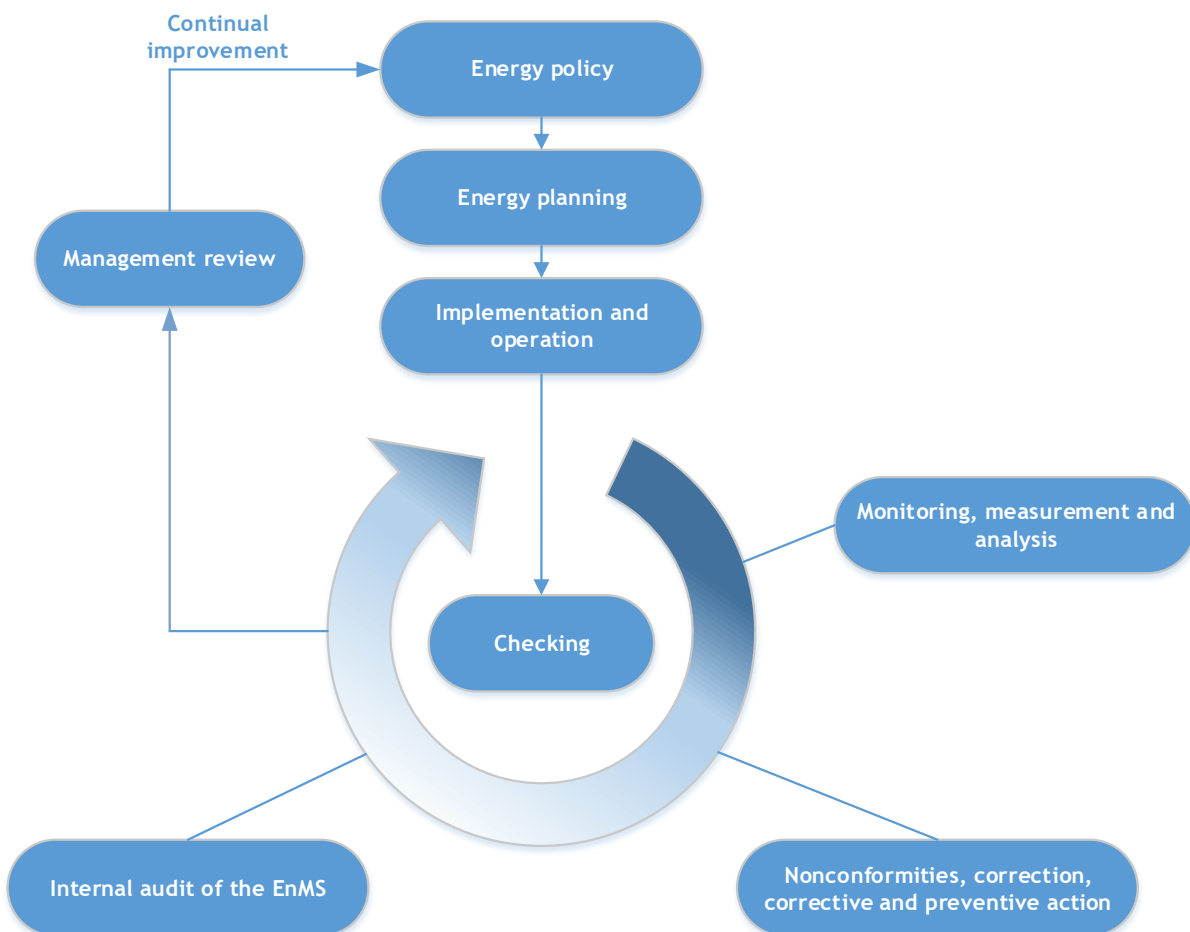 Continual
improvement
Energy policy
Energy planning
Management review
Implementation and
operation
Monitoring, measurement and
analysis
Checking
Internal audit of the EnMS
Nonconformities, correction,
corrective and preventive action